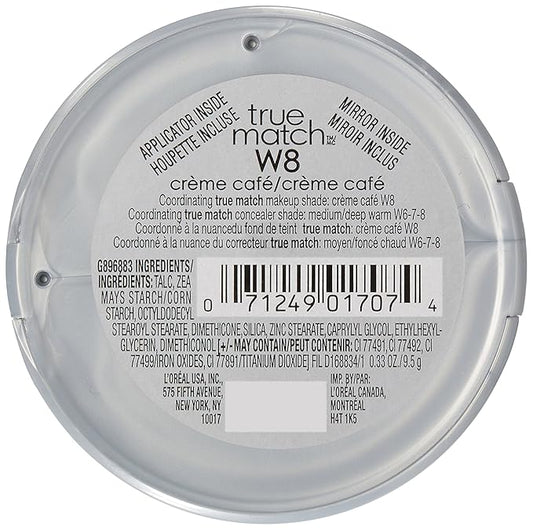 APPLICATOR INSIDE
HOUPETTE INCLUSE
true
match™
MC
MIRROR INSIDE
MIROIR INCLUS
W8
crème café/crème café
Coordinating true match makeup shade: crème café W8
Coordinating true match concealer shade: medium/deep warm W6-7-8
Coordonné à la nuancedu fond de teint true match: crème café W8
Coordonné à la nuance du correcteur true match: moyen/foncé chaud W6-7-8
G896883 INGREDIENTS/
INGRÉDIENTS: TALC, ZEA
MAYS STARCH/CORN
STARCH, OCTYLDODECYL
0 71249 01707 4
STEAROYL STEARATE, DIMETHICONE, SILICA, ZINC STEARATE, CAPRYLYL GLYCOL, ETHYLHEXYL-
GLYCERIN, DIMETHICONOL [+/-MAY CONTAIN/PEUT CONTENIR: CI 77491, CI 77492, CI
77499/IRON OXIDES, CI 77891/TITANIUM DIOXIDE] FIL D168834/1 0.33 OZ./9.5 g
L'ORÉAL USA, INC.,
575 FIFTH AVENUE,
NEW YORK, NY
10017
IMP. BY/PAR:
L'ORÉAL CANADA,
MONTRÉAL
H4T 1K5